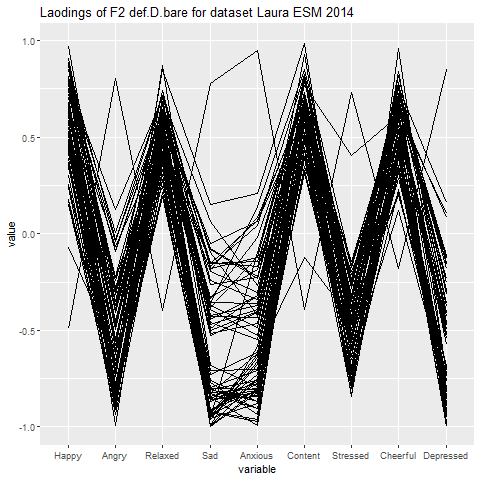 Laodings of F2 def.D.bare for dataset Laura ESM 2014
1.0
0.5
0.0
-0.5
-1.0
value
Happy Angry Relaxed Sad Anxious Content Stressed Cheerful Depressed
variable